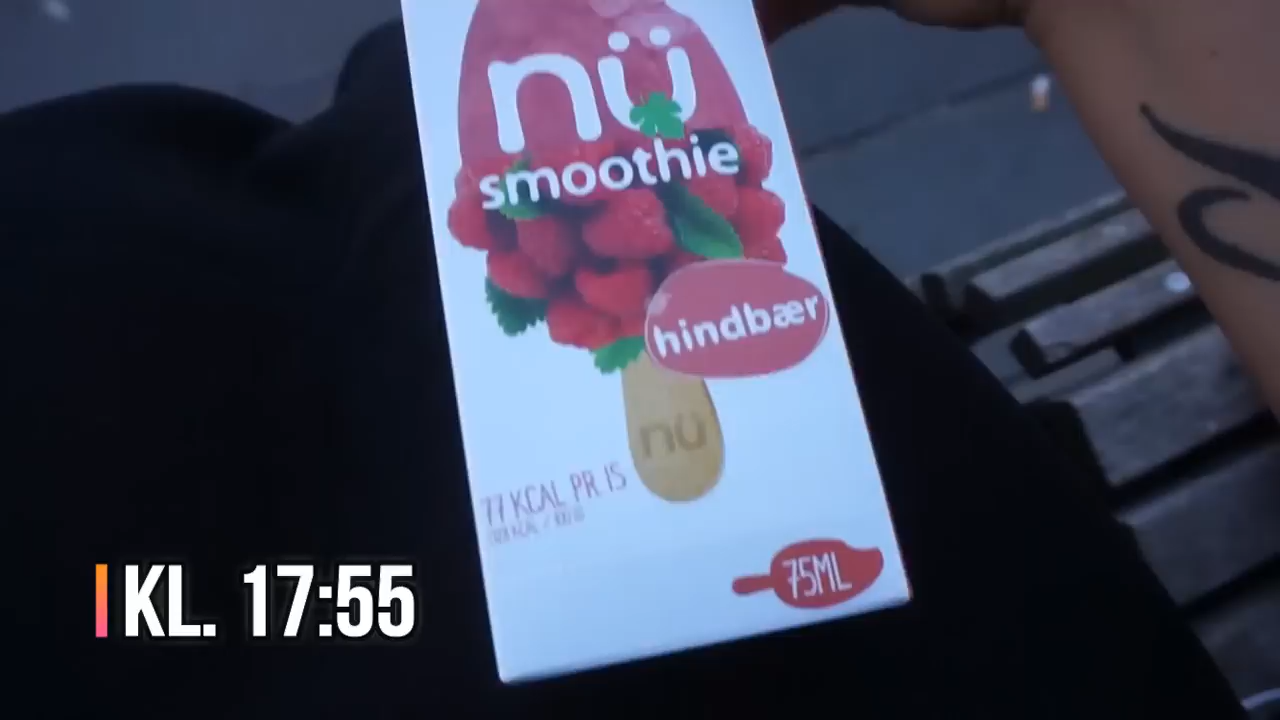 nü
smoothie
hindbær
nü
77 KCAL PR IS
75ML
KL. 17:55